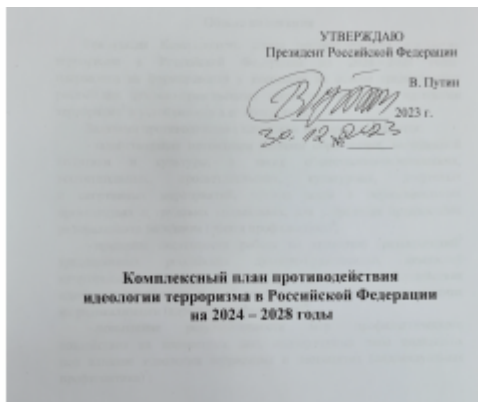 УТВЕРЖДАЮ
Президент Российской Федерации
В. Путин
2023 г.
30.12.2023
№
Комплексный план противодействия
идеологии терроризма в Российской Федерации
на 2024 – 2028 годы